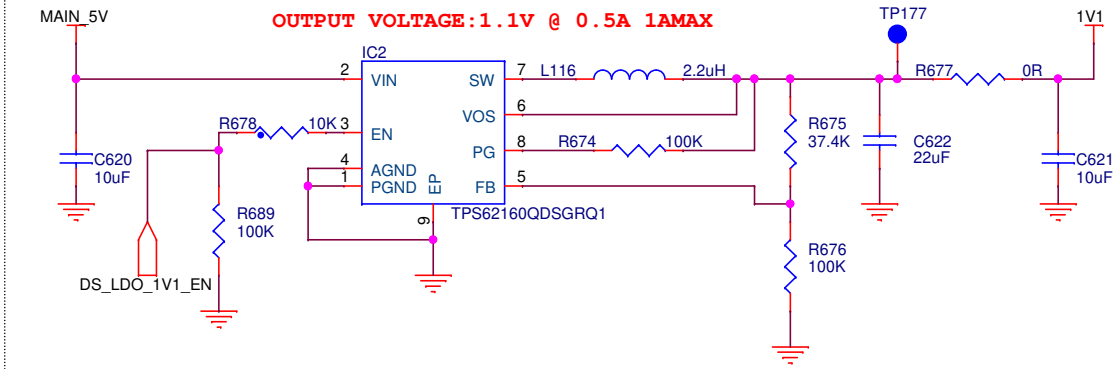 OUTPUT VOLTAGE:1.1V @ 0.5A 1AMAX
MAIN_5V
TP177
1V1
IC2
2 VIN
SW 7
L116 2.2uH
R677 0R
VOS 6
R678 10K
3 EN
PG 8
R674 100K
R675
37.4K
C622
22uF
C620
10uF
4 AGND
1 PGND
EP
9
FB 5
C621
10uF
TPS62160QDSGRQ1
R689
100K
R676
100K
DS_LDO_1V1_EN